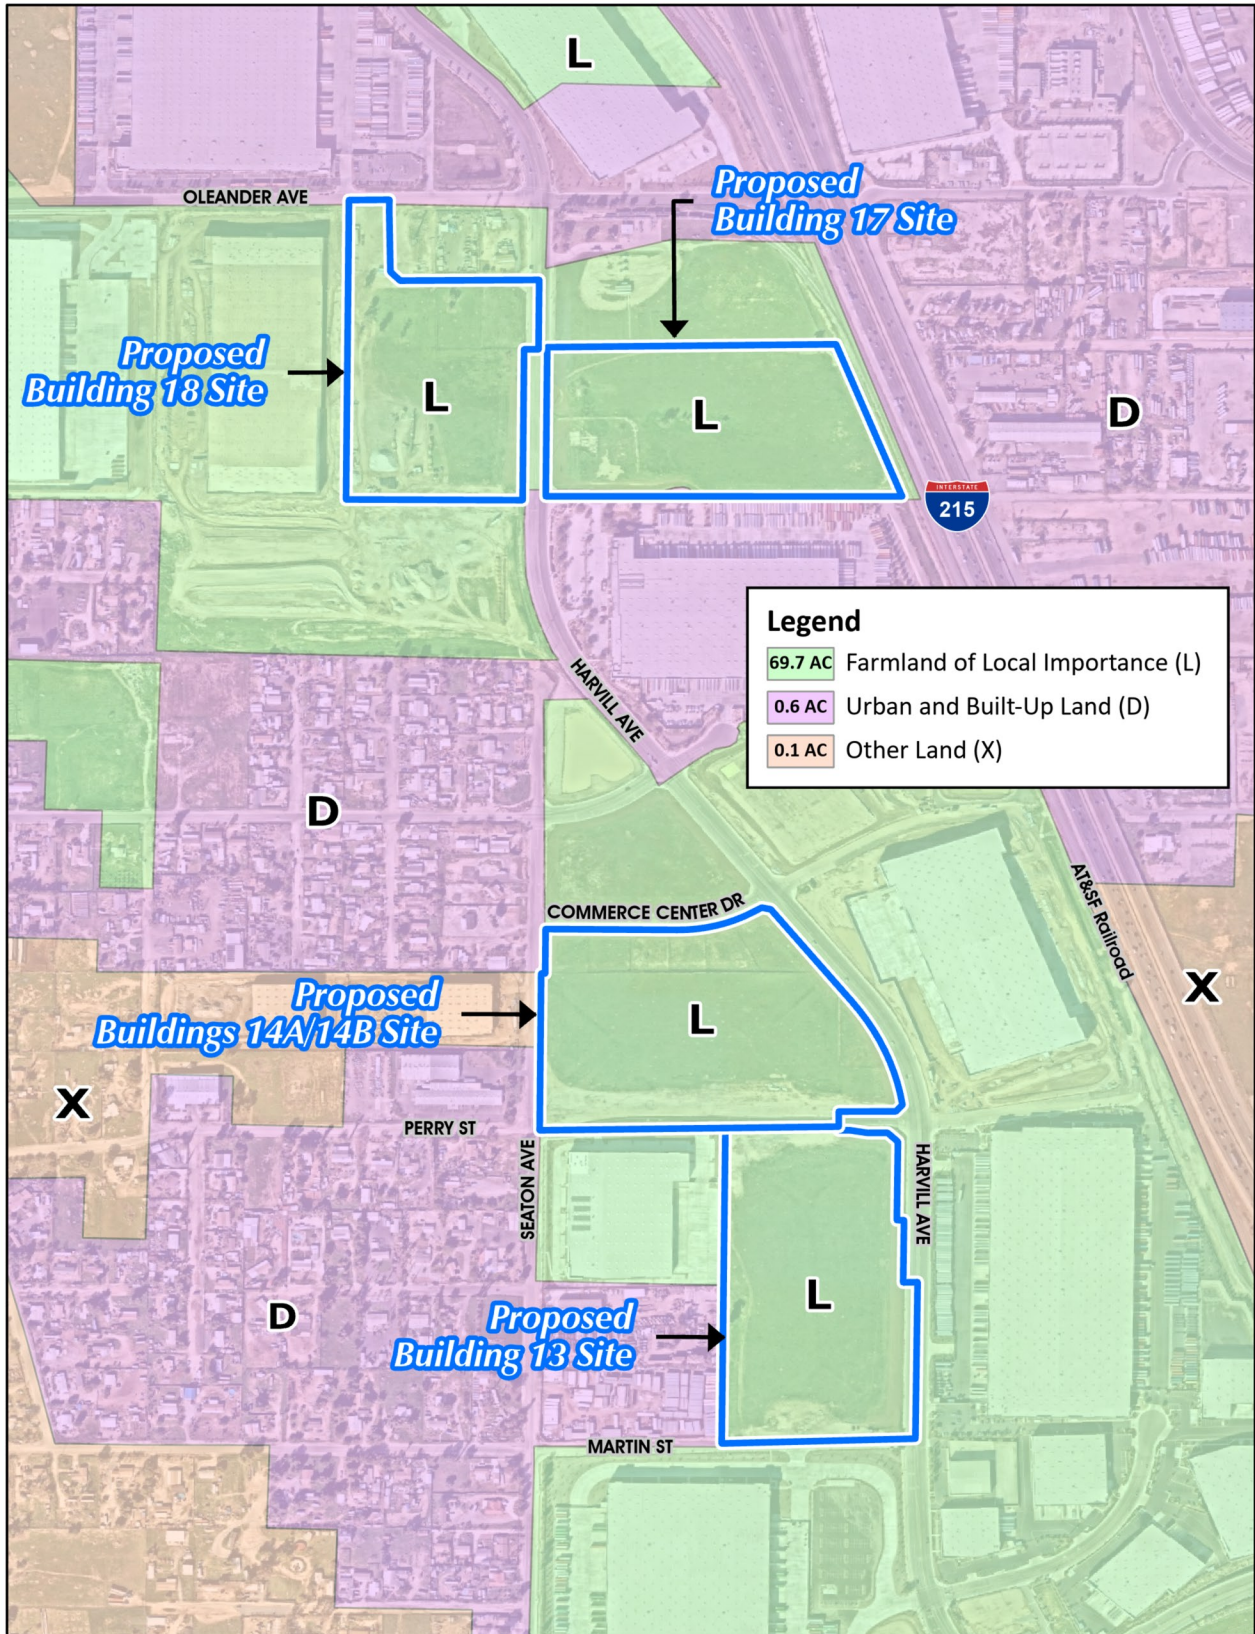 L
Proposed
Building 17 Site
OLEANDER AVE
Proposed
Building 18 Site
L
L
D
INTERSTATE
215
Legend
69.7 AC Farmland of Local Importance (L)
0.6 AC Urban and Built-Up Land (D)
0.1 AC Other Land (X)
HARVILL AVE
D
AT&SF Railroad
COMMERCE CENTER DR
Proposed
Buildings 14A/14B Site
L
X
X
PERRY ST
SEATON AVE
HARVILL AVE
L
D
Proposed
Building 13 Site
MARTIN ST